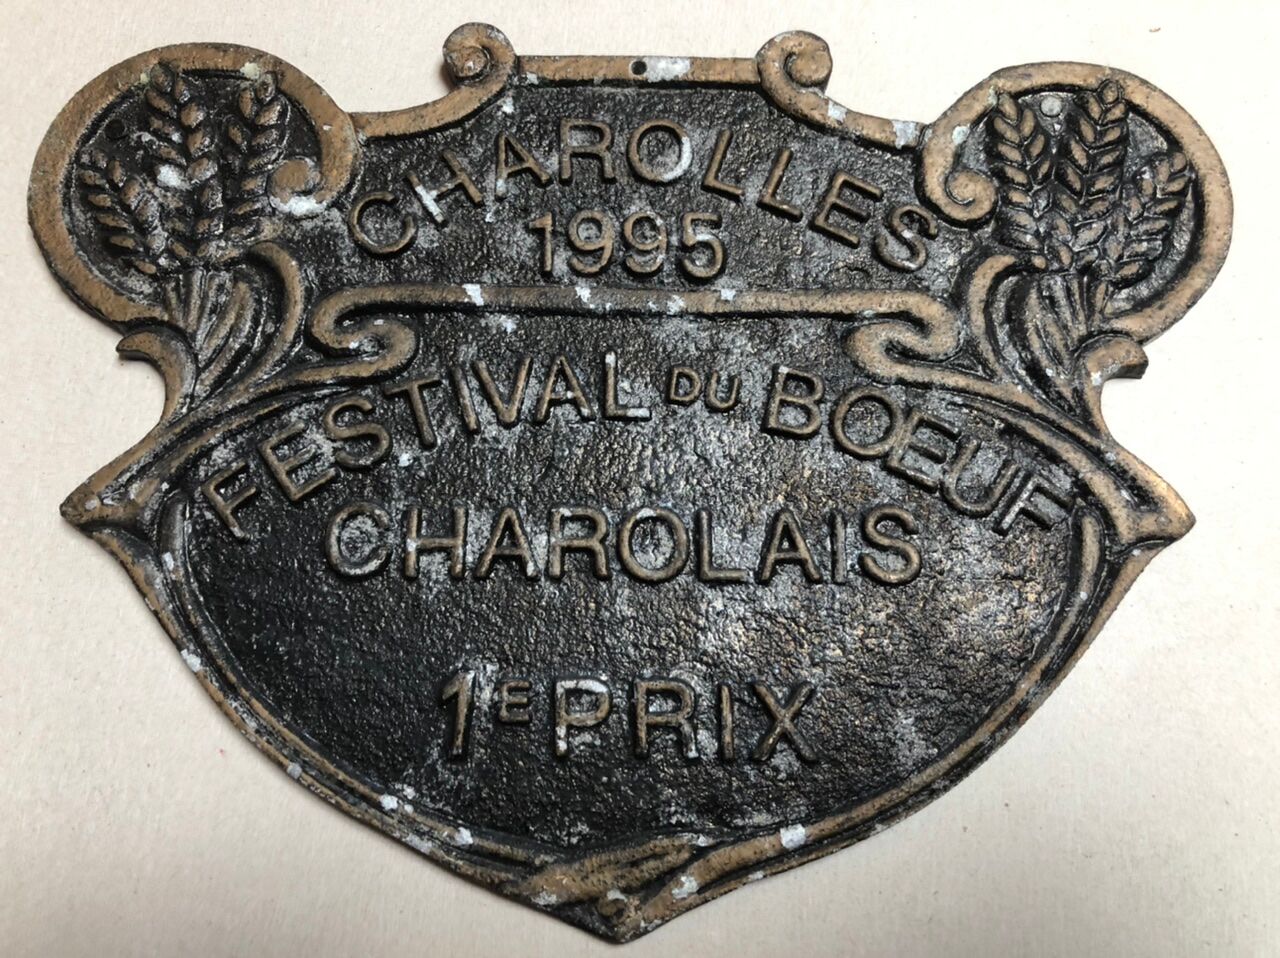 CHAROLLES
1995
FESTIVAL DU BOEUF
CHAROLAIS
1E PRIX